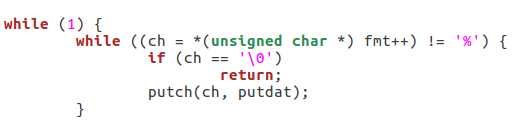 while (1) {
        while ((ch = *(unsigned char *) fmt++) != '%') {
                if (ch == '\0')
                        return;
                putch(ch, putdat);
        }